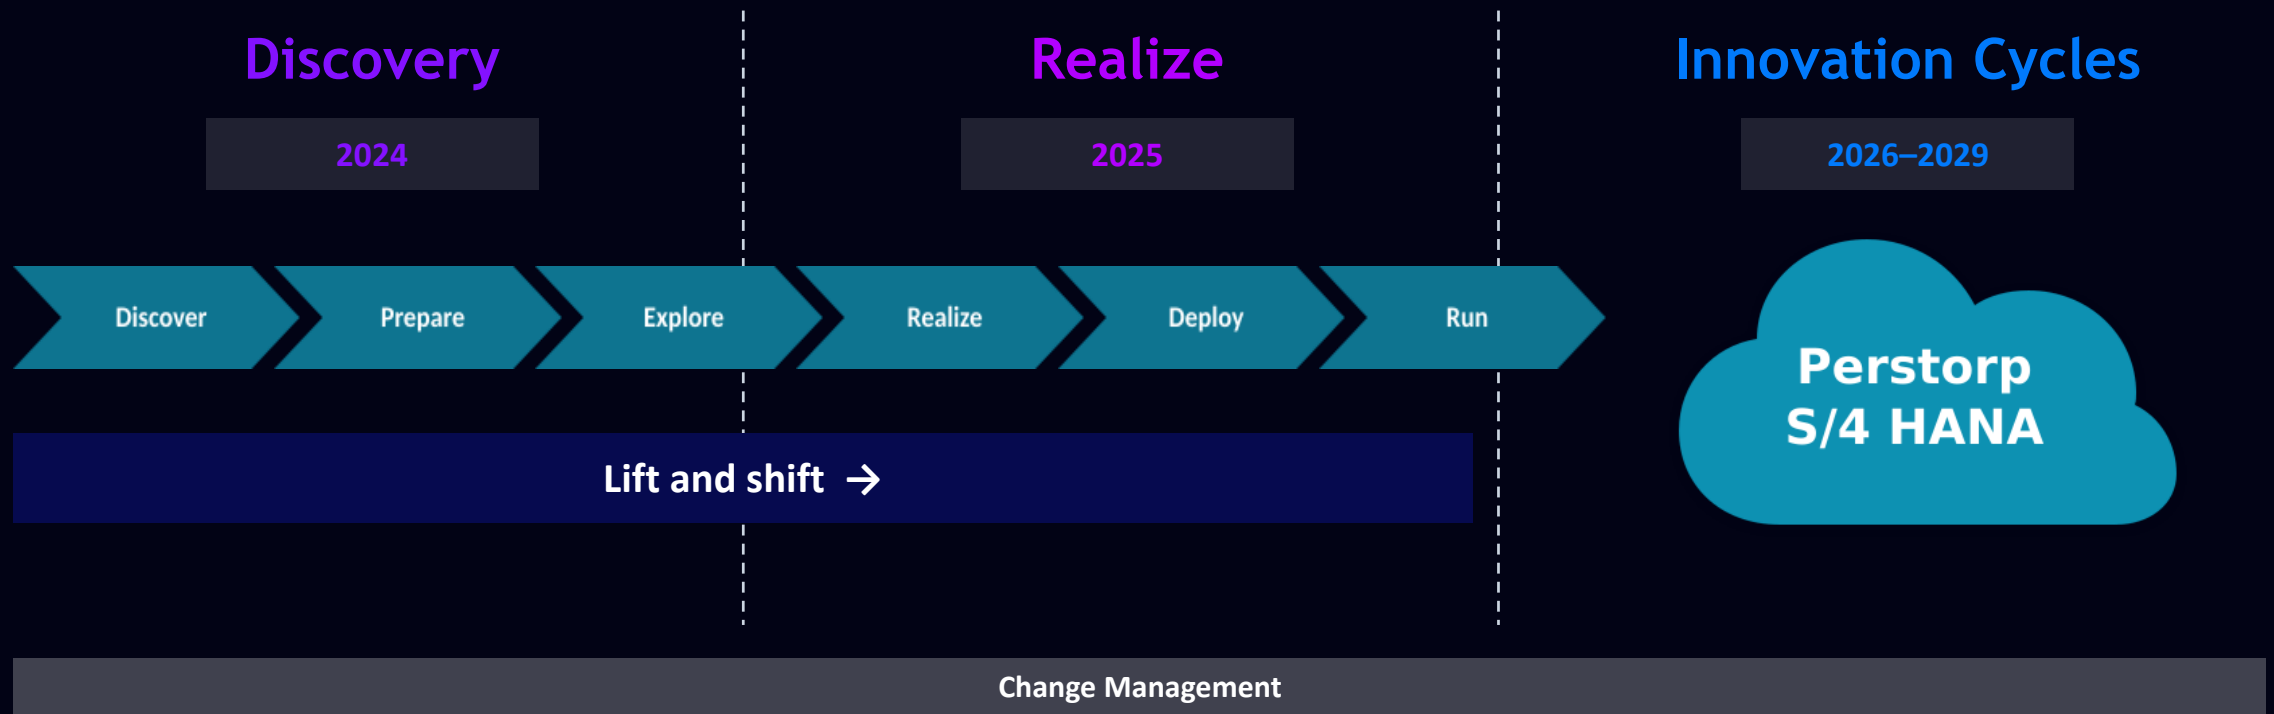 Discovery
Realize
Innovation Cycles
2024
2025
2026–2029
Discover
Prepare
Explore
Realize
Deploy
Run
Perstorp
S/4 HANA
Lift and shift →
Change Management